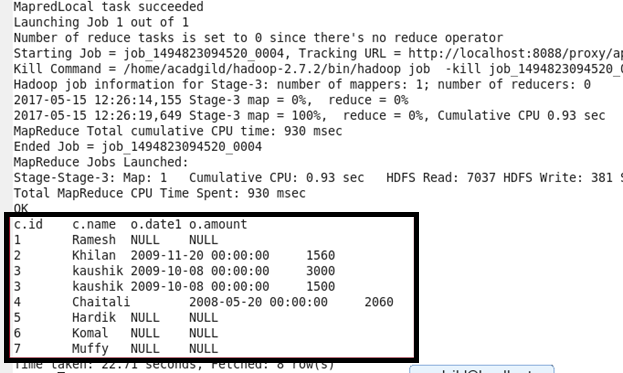 MapredLocal task succeeded
Launching Job 1 out of 1
Number of reduce tasks is set to 0 since there's no reduce operator
Starting Job = job_1494823094520_0004, Tracking URL = http://localhost:8088/proxy/ap
Kill Command = /home/acadgild/hadoop-2.7.2/bin/hadoop job  -kill job_1494823094520_0
Hadoop job information for Stage-3: number of mappers: 1; number of reducers: 0
2017-05-15 12:26:14,155 Stage-3 map = 0%,  reduce = 0%
2017-05-15 12:26:19,649 Stage-3 map = 100%,  reduce = 0%, Cumulative CPU 0.93 sec
MapReduce Total cumulative CPU time: 930 msec
Ended Job = job_1494823094520_0004
MapReduce Jobs Launched:
Stage-Stage-3: Map: 1   Cumulative CPU: 0.93 sec   HDFS Read: 7037 HDFS Write: 381 S
Total MapReduce CPU Time Spent: 930 msec
OK
c.id    c.name  o.date1 o.amount
1       Ramesh  NULL    NULL
2       Khilan  2009-11-20 00:00:00     1560
3       kaushik 2009-10-08 00:00:00     3000
3       kaushik 2009-10-08 00:00:00     1500
4       Chaitali        2008-05-20 00:00:00     2060
5       Hardik  NULL    NULL
6       Komal   NULL    NULL
7       Muffy   NULL    NULL
Time taken: 22.71 seconds, Fetched: 8 row(s)